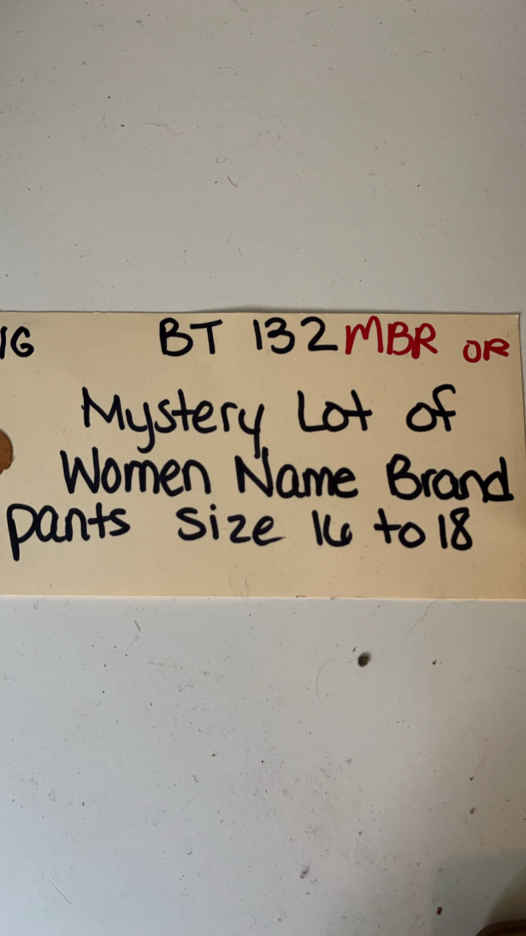 BT 132 MBR OR
Mystery Lot of
Women Name Brand
pants size 16 to 18